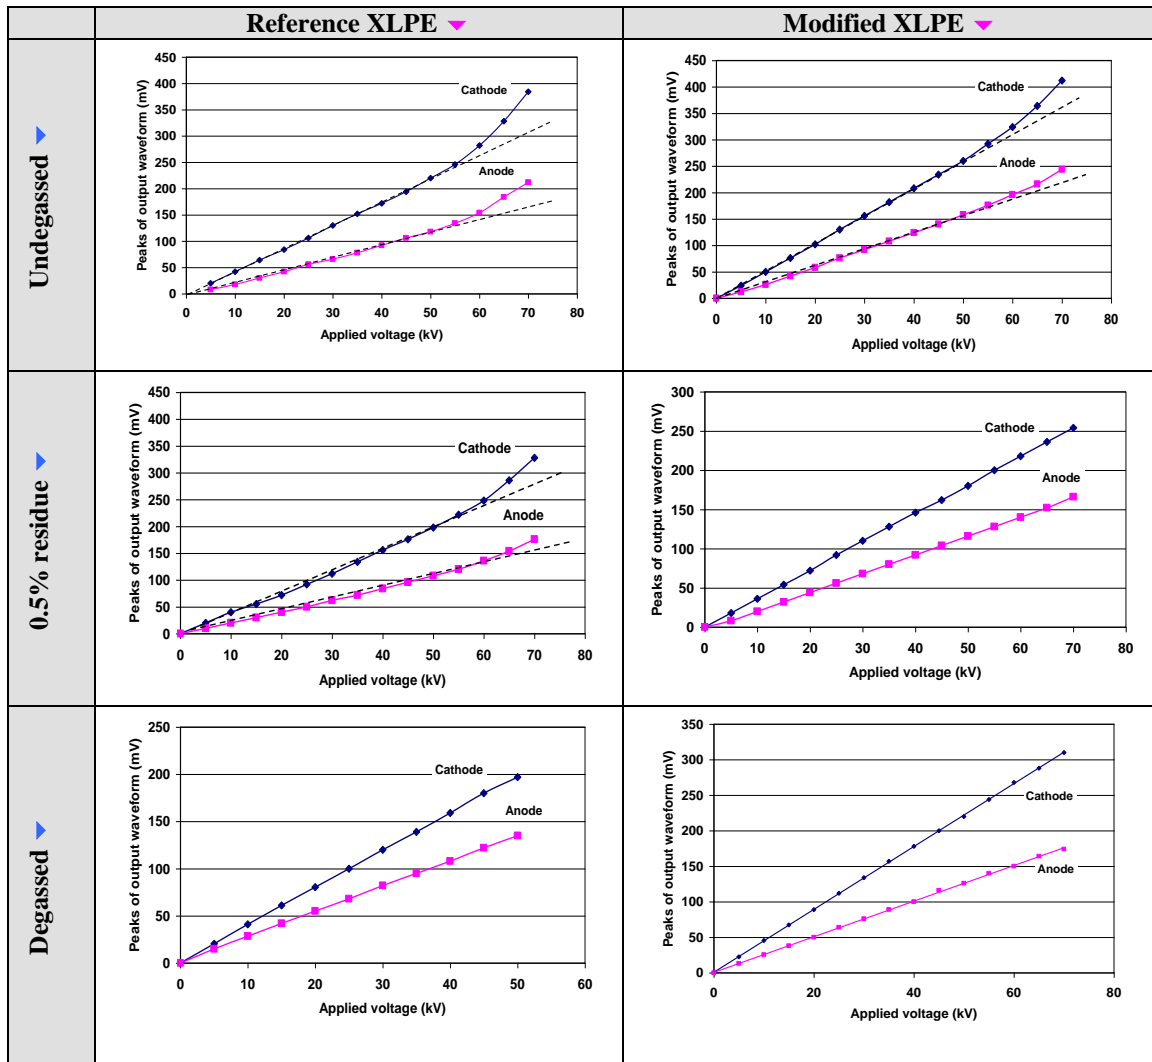 Reference XLPE
Modified XLPE
Undegassed
Peaks of output waveform (mV)
450
400
350
300
250
200
150
100
50
0
Cathode
Anode
0 10 20 30 40 50 60 70 80
Applied voltage (kV)
Peaks of output waveform (mV)
450
400
350
300
250
200
150
100
50
0
Cathode
Anode
0 10 20 30 40 50 60 70 80
Applied voltage (kV)
0.5% residue
Peaks of output waveform (mV)
450
400
350
300
250
200
150
100
50
0
Cathode
Anode
0 10 20 30 40 50 60 70 80
Applied voltage (kV)
Peaks of output waveform (mV)
300
250
200
150
100
50
0
Cathode
Anode
0 10 20 30 40 50 60 70 80
Applied voltage (kV)
Degassed
Peaks of output waveform (mV)
250
200
150
100
50
0
Cathode
Anode
0 10 20 30 40 50 60
Applied voltage (kV)
Peaks of output waveform (mV)
350
300
250
200
150
100
50
0
Cathode
Anode
0 20 40 60 80
Applied voltage (kV)